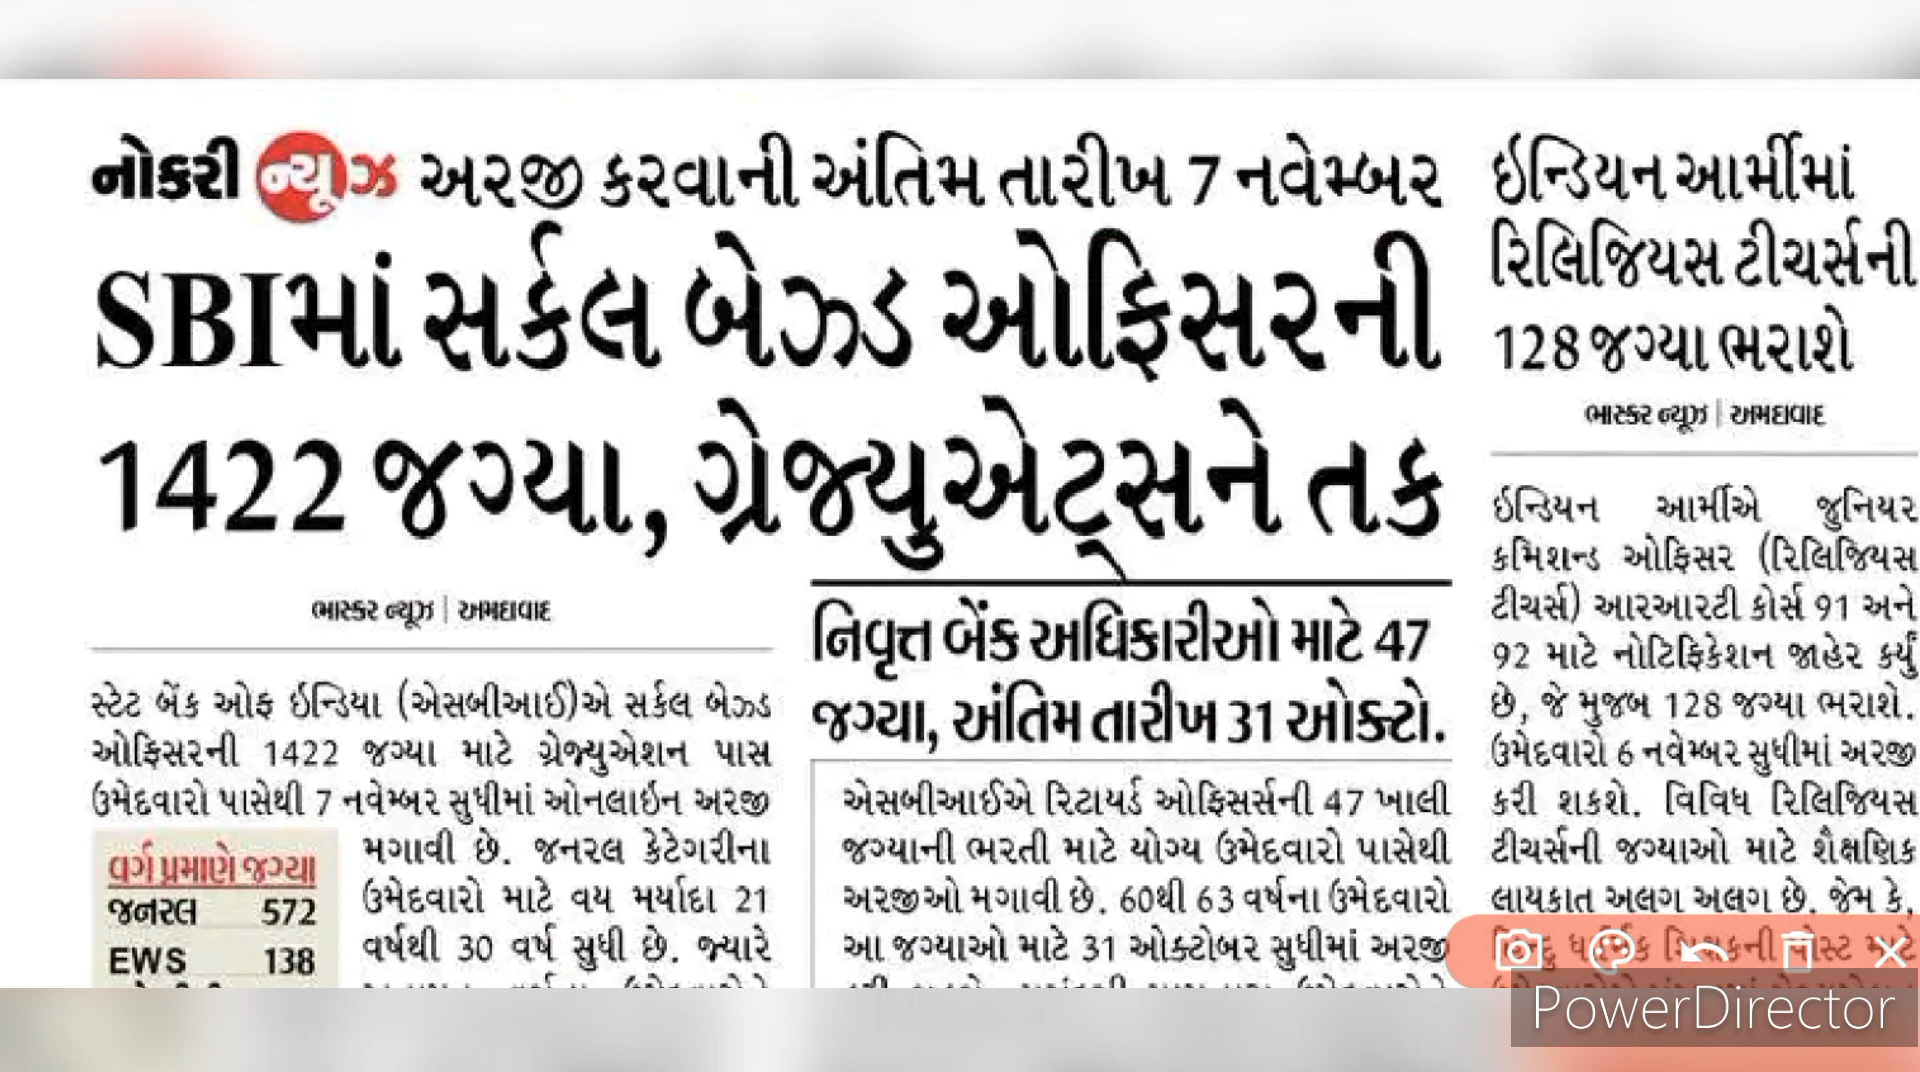 નોકરી ન્યૂઝ અરજી કરવાની અંતિમ તારીખ 7 નવેમ્બર
SBIમાં સર્કલ બેઝ્ડ ઓફિસરની
1422 જગ્યા, ગ્રેજ્યુએટ્સને તક
ભાસ્કર ન્યૂઝ | અમદાવાદ
સ્ટેટ બેંક ઓફ ઇન્ડિયા (એસબીઆઈ)એ સર્કલ બેઝ્ડ
ઓફિસરની 1422 જગ્યા માટે ગ્રેજ્યુએશન પાસ
ઉમેદવારો પાસેથી 7 નવેમ્બર સુધીમાં ઓનલાઇન અરજી
મગાવી છે. જનરલ કેટેગરીના
ઉમેદવારો માટે વય મર્યાદા 21
વર્ષથી 30 વર્ષ સુધી છે. જ્યારે
વર્ગ પ્રમાણે જગ્યા
જનરલ 572
EWS 138
નિવૃત્ત બેંક અધિકારીઓ માટે 47
જગ્યા, અંતિમ તારીખ 31 ઓક્ટો.
એસબીઆઈએ રિટાયર્ડ ઓફિસર્સની 47 ખાલી
જગ્યાની ભરતી માટે યોગ્ય ઉમેદવારો પાસેથી
અરજીઓ મગાવી છે. 60થી 63 વર્ષના ઉમેદવારો
આ જગ્યાઓ માટે 31 ઓક્ટોબર સુધીમાં અરજી
ઇન્ડિયન આર્મીમાં
રિલિજિયસ ટીચર્સની
128 જગ્યા ભરાશે
ભાસ્કર ન્યૂઝ | અમદાવાદ
ઇન્ડિયન આર્મીએ જુનિયર
કમિશન્ડ ઓફિસર (રિલિજિયસ
ટીચર્સ) આરઆરટી કોર્સ 91 અને
92 માટે નોટિફિકેશન જાહેર કર્યું
છે, જે મુજબ 128 જગ્યા ભરાશે.
ઉમેદવારો 6 નવેમ્બર સુધીમાં અરજી
કરી શકશે. વિવિધ રિલિજિયસ
ટીચર્સની જગ્યાઓ માટે શૈક્ષણિક
લાયકાત અલગ અલગ છે. જેમ કે,
પોસ્ટ માટે
PowerDirector